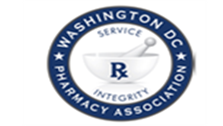 WASHINGTON DC
SERVICE
Rx
INTEGRITY
PHARMACY ASSOCIATION